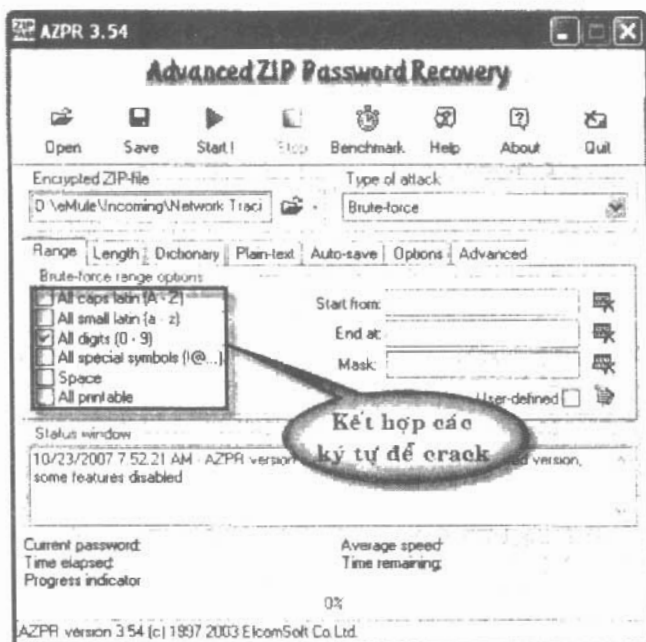 AZPR 3.54
Advanced ZIP Password Recovery
Open Save Start! Stop Benchmark Help About Quit
Encrypted ZIP-file Type of attack
D:\eMule\Incoming\Network Traci Brute-force
Range Length Dictionary Plain-text Auto-save Options Advanced
Brute-force range options
All caps latin (A - Z)
All small latin (a - z)
All digits (0 - 9)
All special symbols (!@...)
Space
All printable
Start from:
End at:
Mask:
User-defined
Kết hợp các
ký tự để crack
Status window
10/23/2007 7:52:21 AM - AZPR version version,
some features disabled
Current password: Average speed:
Time elapsed: Time remaining:
Progress indicator
0%
AZPR version 3.54 (c) 1997 2003 ElcomSoft Co.Ltd.